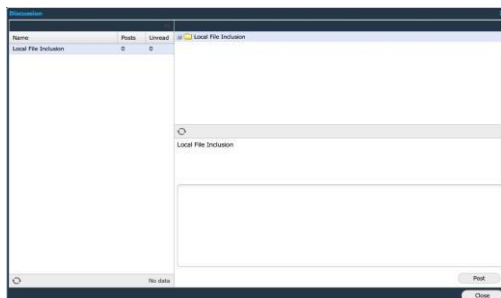 Discussion
Name Posts Unread
Local File Inclusion 0 0
Local File Inclusion
Local File Inclusion
No data
Post
Close